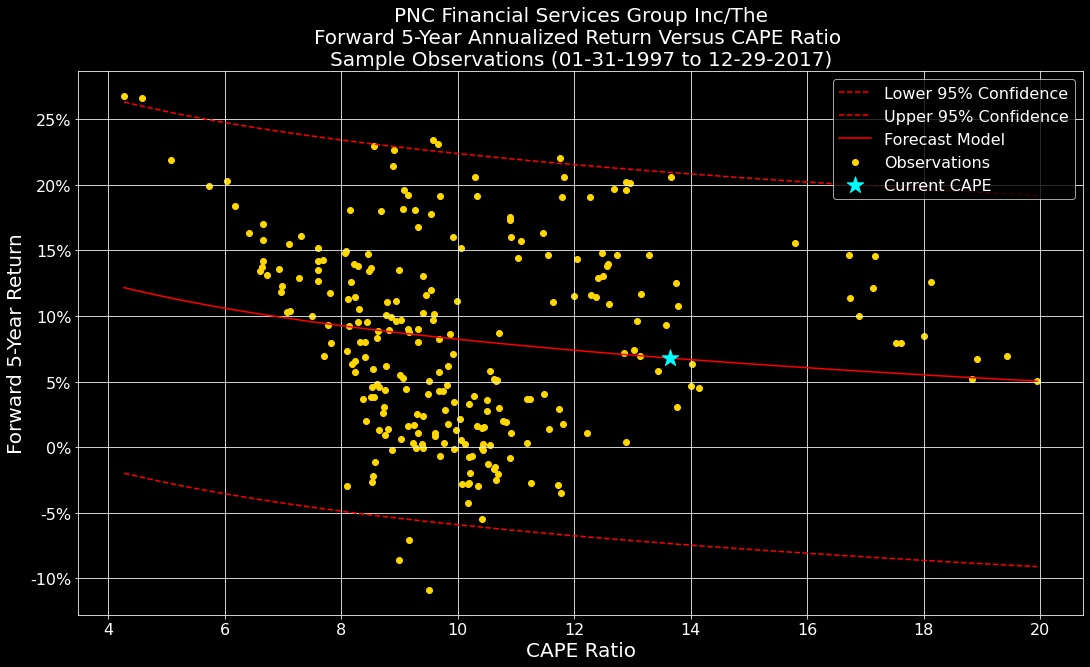 PNC Financial Services Group Inc/The
Forward 5-Year Annualized Return Versus CAPE Ratio
Sample Observations (01-31-1997 to 12-29-2017)
Lower 95% Confidence
Upper 95% Confidence
Forecast Model
Observations
Current CAPE
Forward 5-Year Return
25%
20%
15%
10%
5%
0%
-5%
-10%
4 6 8 10 12 14 16 18 20
CAPE Ratio